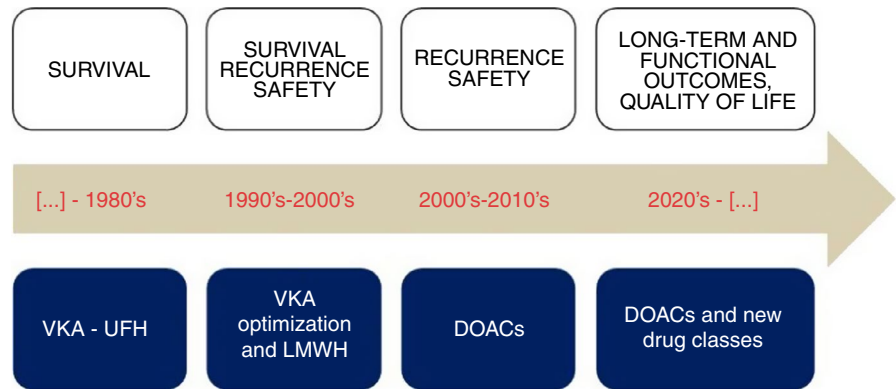 SURVIVAL
SURVIVAL
RECURRENCE
SAFETY
RECURRENCE
SAFETY
LONG-TERM AND
FUNCTIONAL
OUTCOMES,
QUALITY OF LIFE
[...] - 1980’s
1990’s-2000’s
2000’s-2010’s
2020’s - [...]
VKA - UFH
VKA
optimization
and LMWH
DOACs
DOACs and new
drug classes